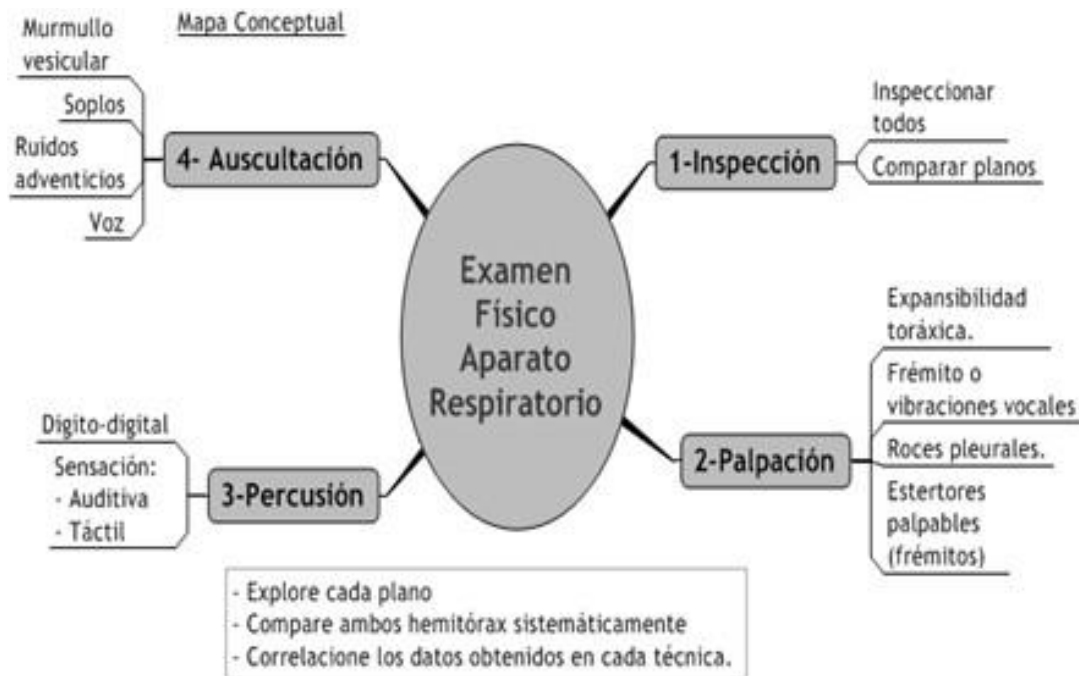 Mapa Conceptual
Examen
Físico
Aparato
Respiratorio
1-Inspección
Inspeccionar
todos
Comparar planos
2-Palpación
Expansibilidad
toráxica.
Frémito o
vibraciones vocales
Roces pleurales.
Estertores
palpables
(frémitos)
3-Percusión
Digito-digital
Sensación:
- Auditiva
- Táctil
4- Auscultación
Murmullo
vesicular
Soplos
Ruidos
adventicios
Voz
- Explore cada plano
- Compare ambos hemitórax sistemáticamente
- Correlacione los datos obtenidos en cada técnica.